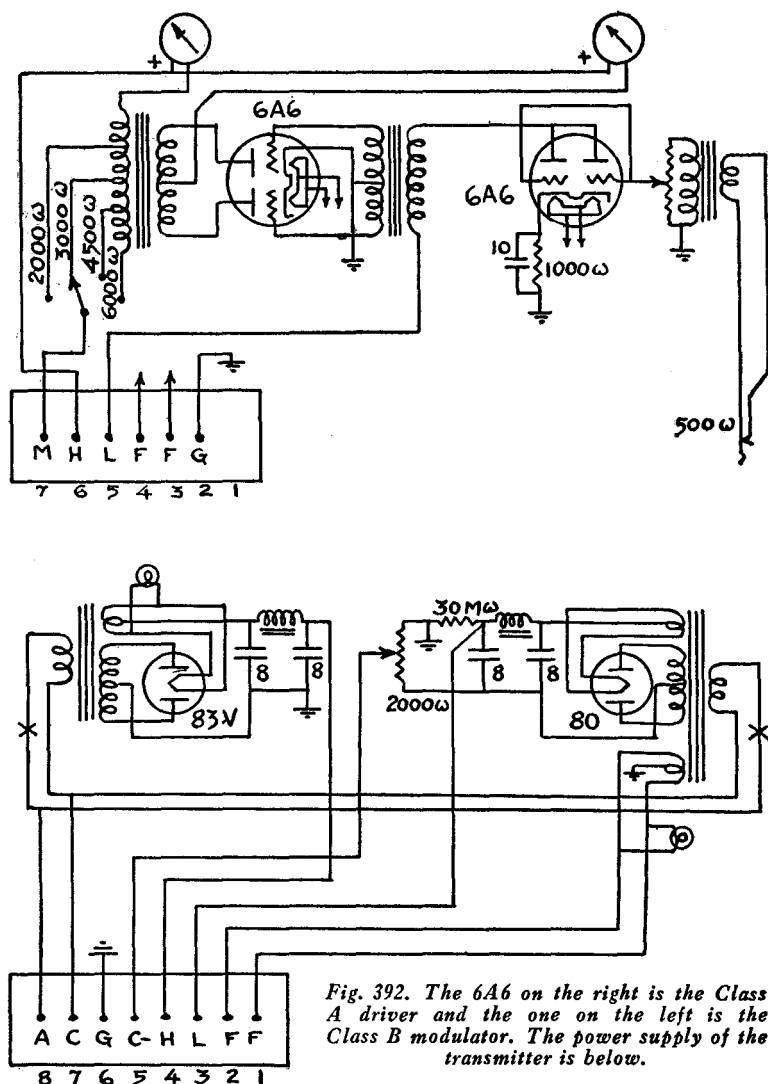 +
+
6A6
6A6
2000ω
3000ω
4500ω
6000ω
10
1000ω
500ω
M H L F F G
7 6 5 4 3 2 1
30 Mω
8
8
8
8
83V
2000ω
80
A C G C- H L F F
8 7 6 5 4 3 2 1
Fig. 392. The 6A6 on the right is the Class
A driver and the one on the left is the
Class B modulator. The power supply of the
transmitter is below.